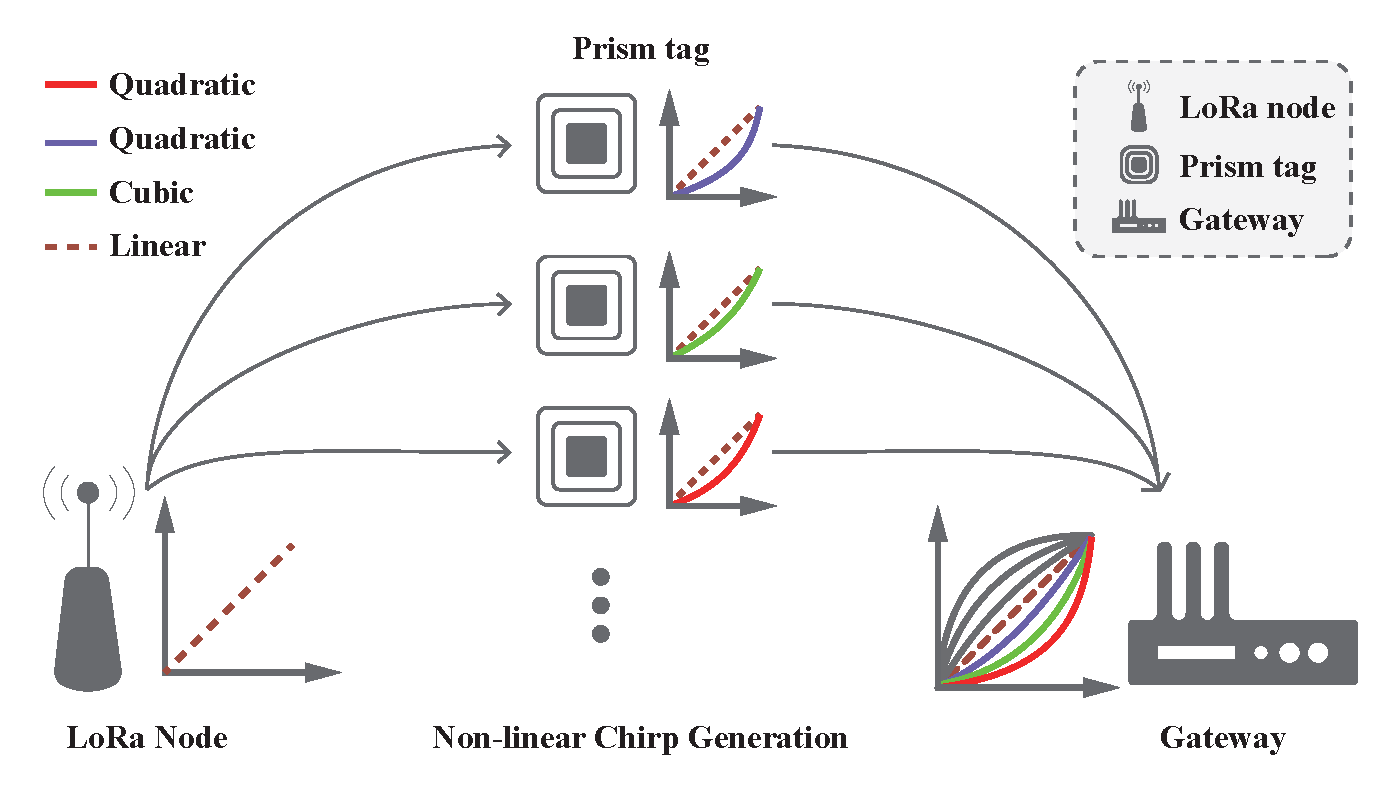 Prism tag
Quadratic
Quadratic
Cubic
Linear
LoRa node
Prism tag
Gateway
LoRa Node
Non-linear Chirp Generation
Gateway